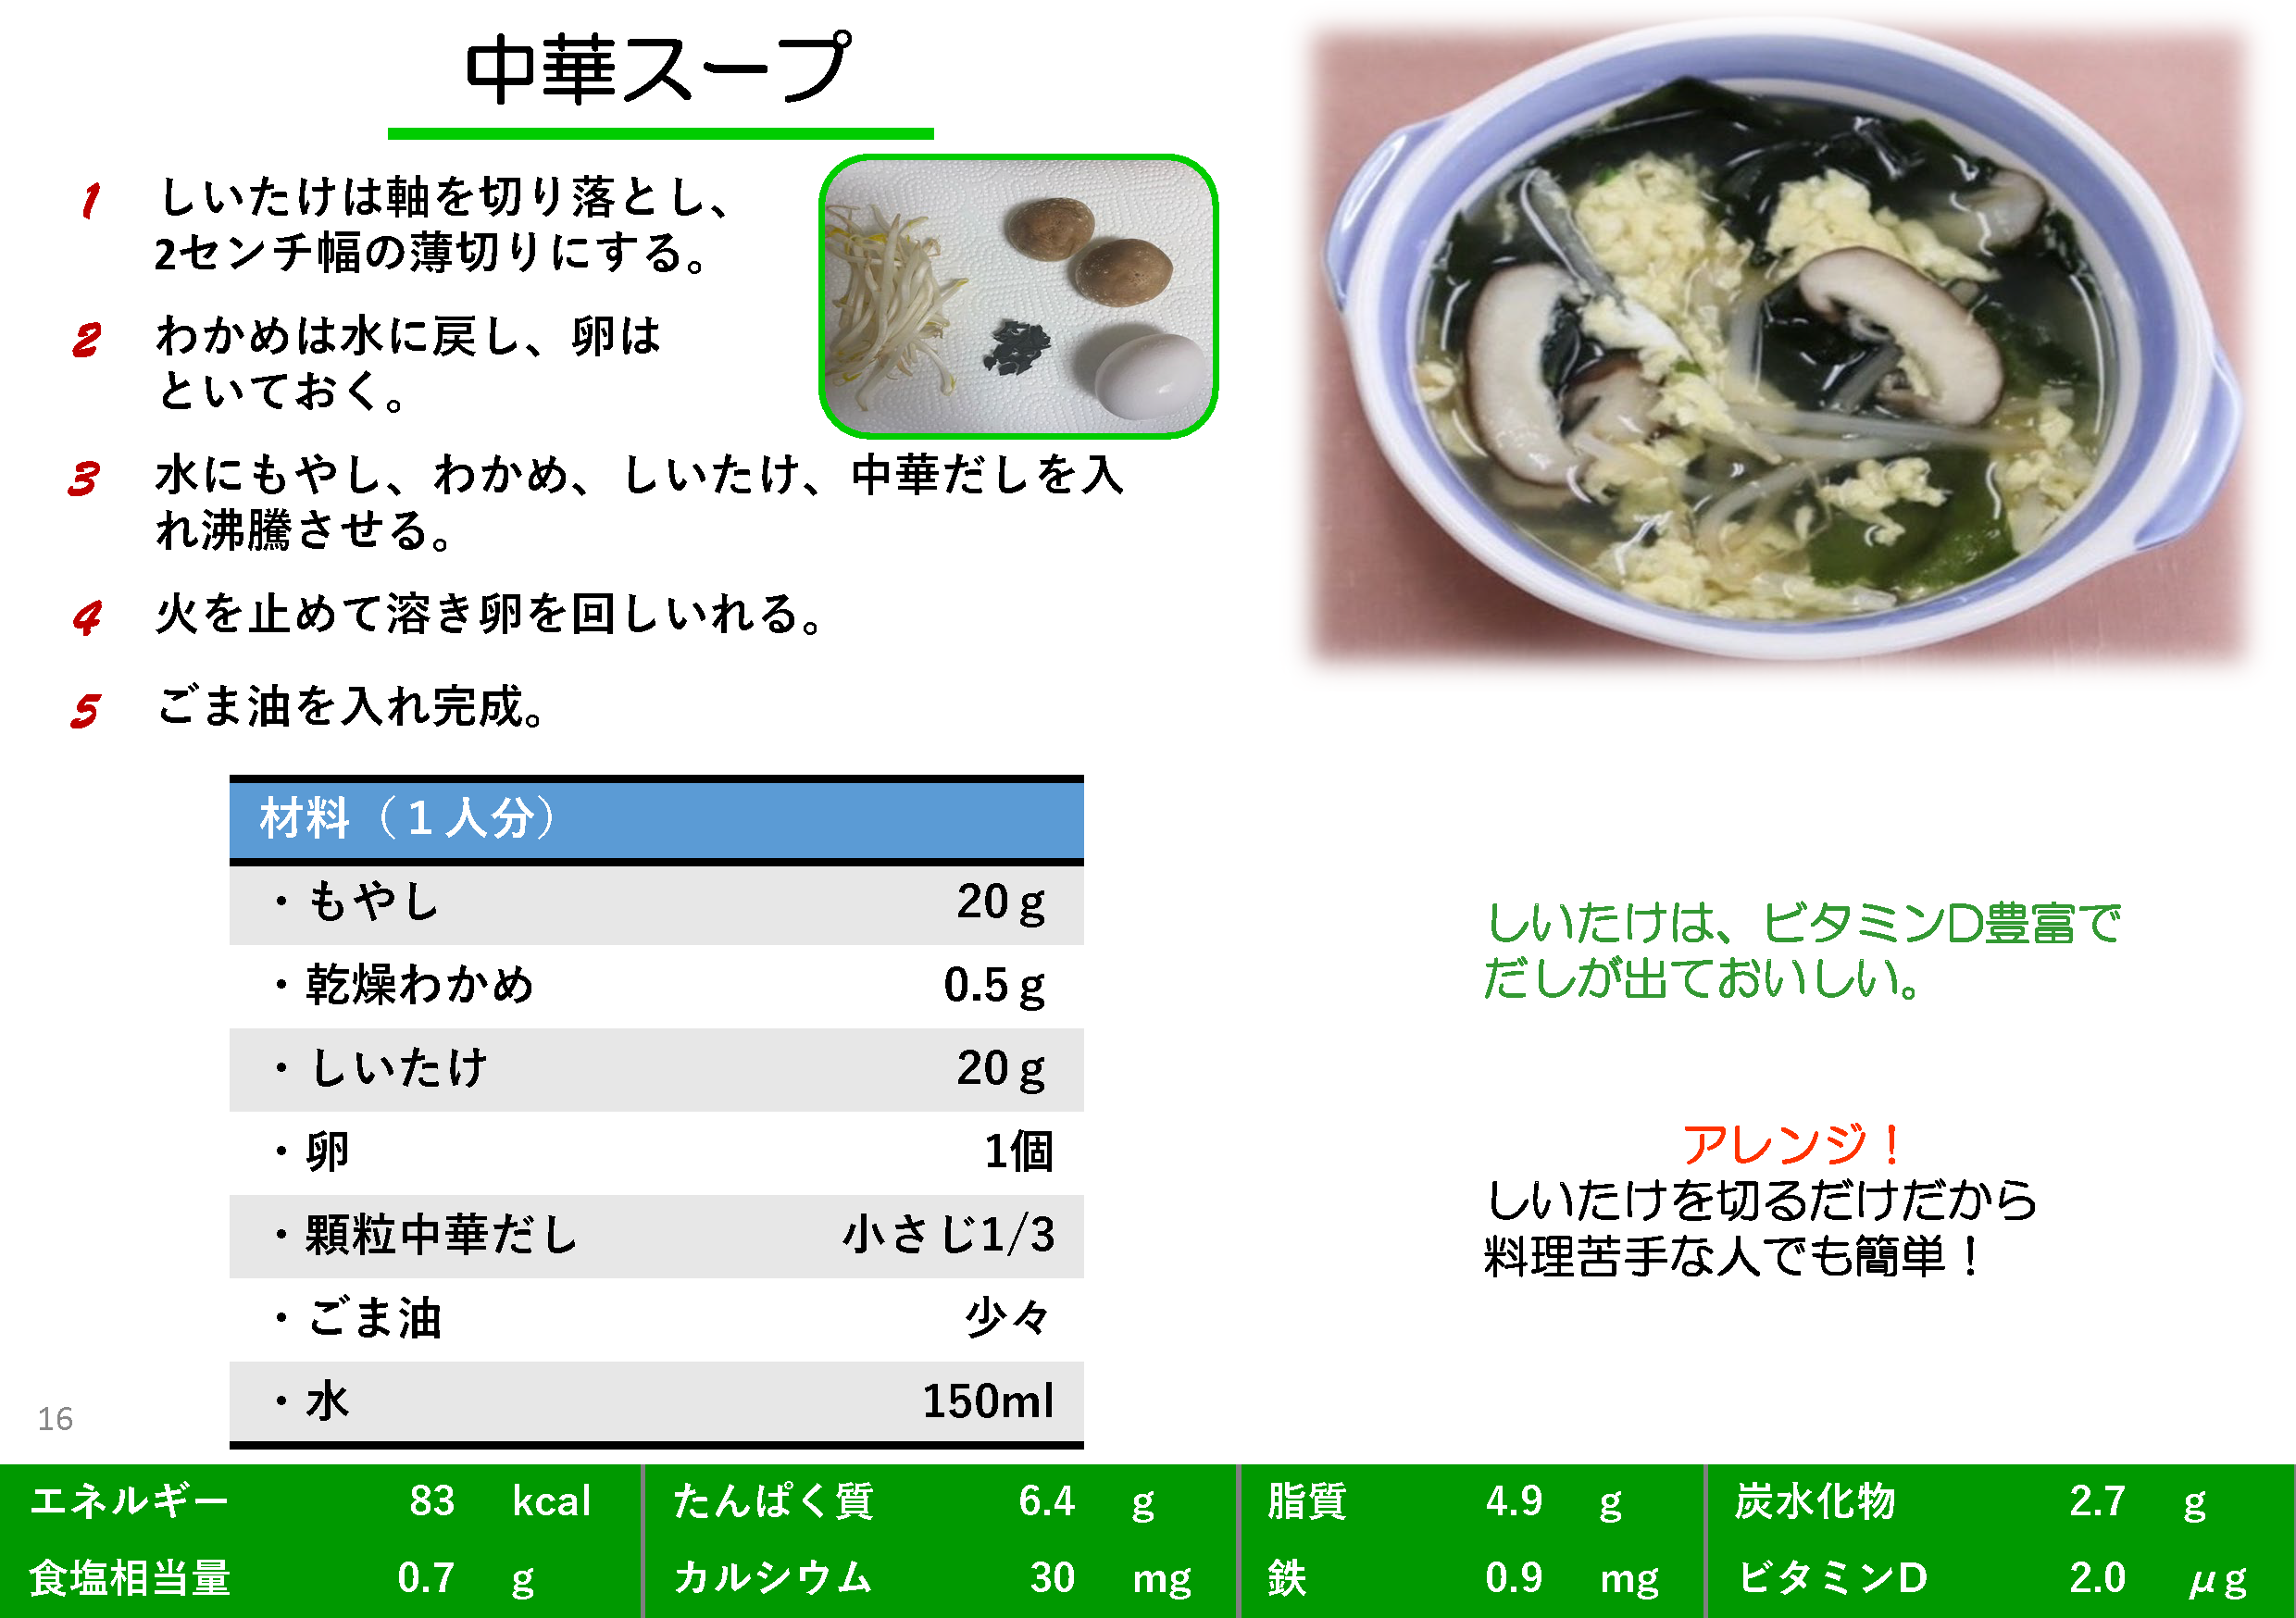 中華スープ
1 しいたけは軸を切り落とし、
2センチ幅の薄切りにする。
2 わかめは水に戻し、卵は
といておく。
3 水にもやし、わかめ、しいたけ、中華だしを入
れ沸騰させる。
4 火を止めて溶き卵を回しいれる。
5 ごま油を入れ完成。
材料（１人分）
・もやし 20ｇ
・乾燥わかめ 0.5ｇ
・しいたけ 20ｇ
・卵 1個
・顆粒中華だし 小さじ1/3
・ごま油 少々
・水 150ml
しいたけは、ビタミンD豊富で
だしが出ておいしい。
アレンジ！
しいたけを切るだけだから
料理苦手な人でも簡単！
16
エネルギー 83 kcal たんぱく質 6.4 g 脂質 4.9 g 炭水化物 2.7 g
食塩相当量 0.7 g カルシウム 30 mg 鉄 0.9 mg ビタミンD 2.0 μg